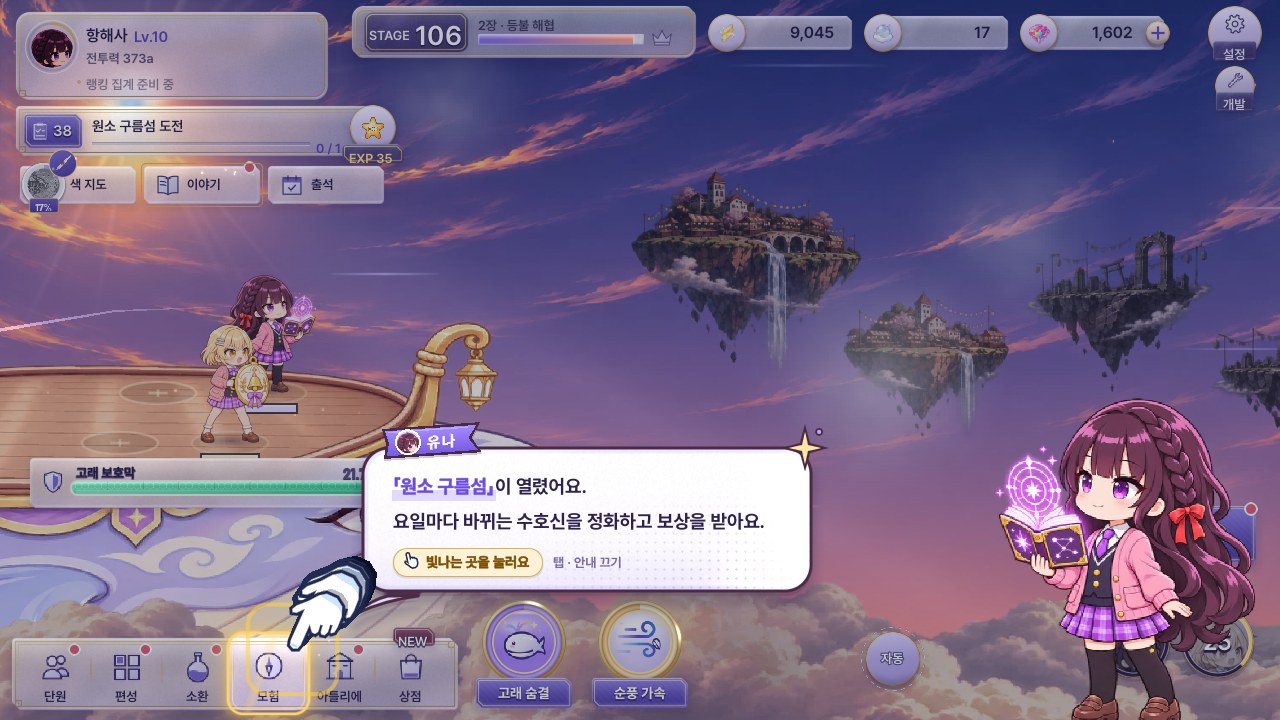 항해사 Lv.10
전투력 373a
* 랭킹 집계 준비 중
STAGE 106
2장 · 등불 해협
9,045
17
1,602
설정
개발
38
원소 구름섬 도전
0 / 1
EXP 35
색 지도
17%
이야기
출석
고래 보호막
유나
「원소 구름섬」이 열렸어요.
요일마다 바뀌는 수호신을 정화하고 보상을 받아요.
빛나는 곳을 눌러요
탭 · 안내 끄기
단원
편성
소환
모험
NEW
상점
고래 숨결
순풍 가속
자동